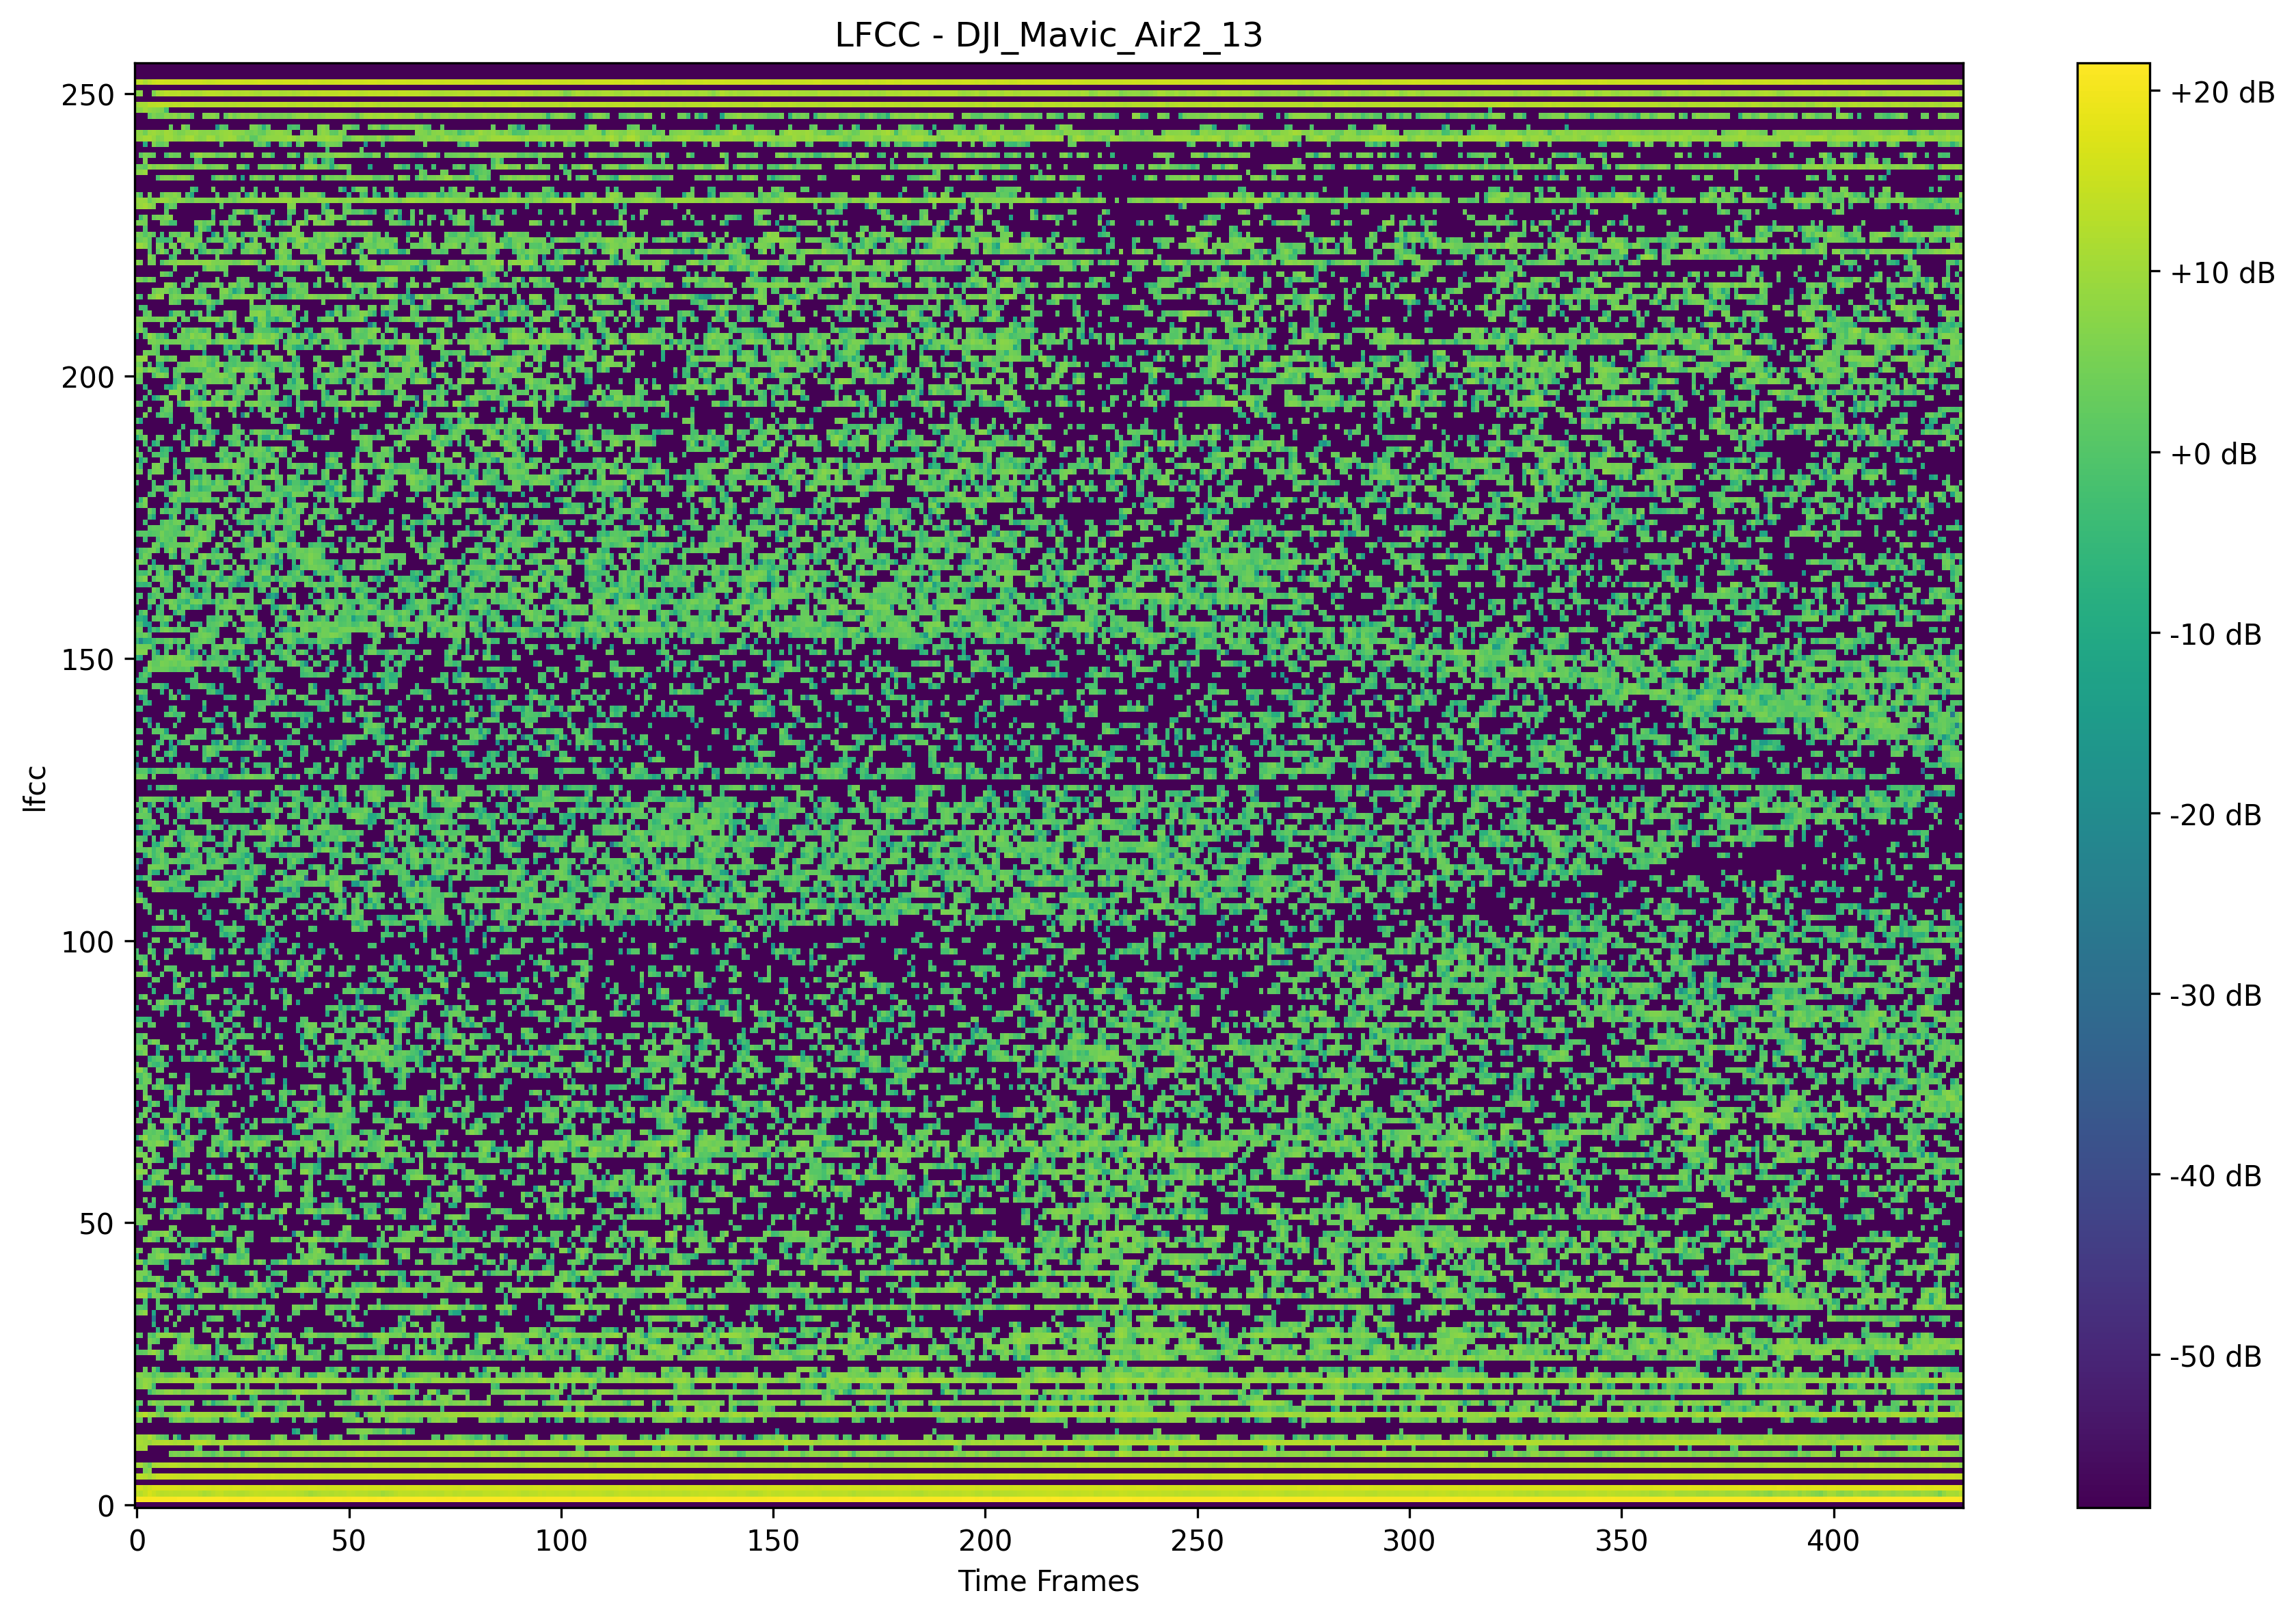 LFCC - DJI_Mavic_Air2_13
250
200
150
100
50
0
lfcc
0 50 100 150 200 250 300 350 400
Time Frames
+20 dB
+10 dB
+0 dB
-10 dB
-20 dB
-30 dB
-40 dB
-50 dB